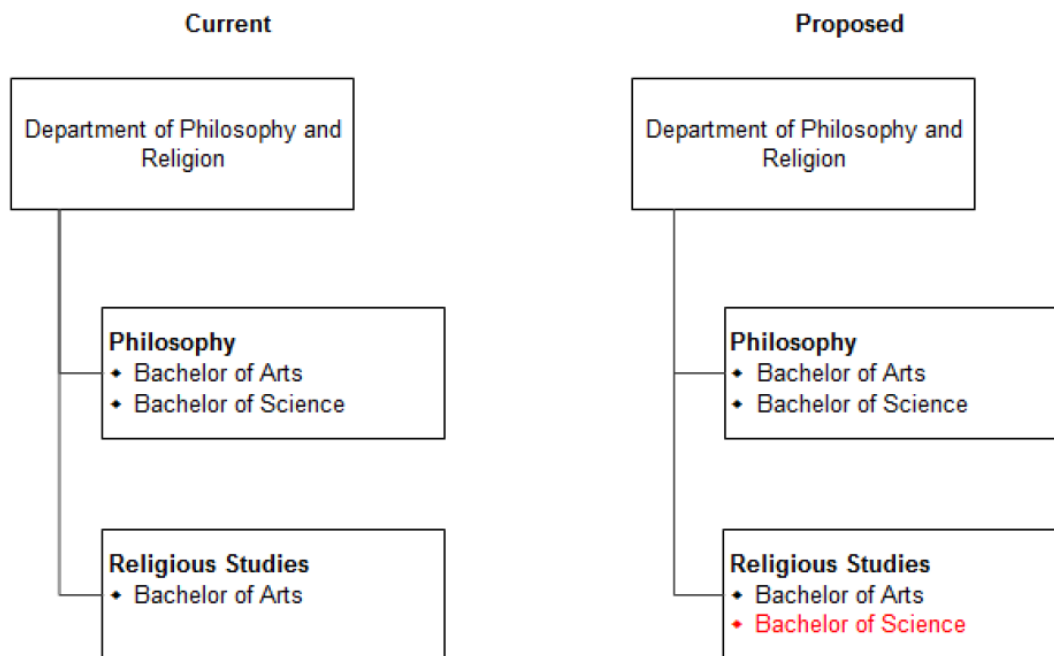 Current
Department of Philosophy and
Religion
Philosophy
Bachelor of Arts
Bachelor of Science
Religious Studies
Bachelor of Arts
Proposed
Department of Philosophy and
Religion
Philosophy
Bachelor of Arts
Bachelor of Science
Religious Studies
Bachelor of Arts
Bachelor of Science